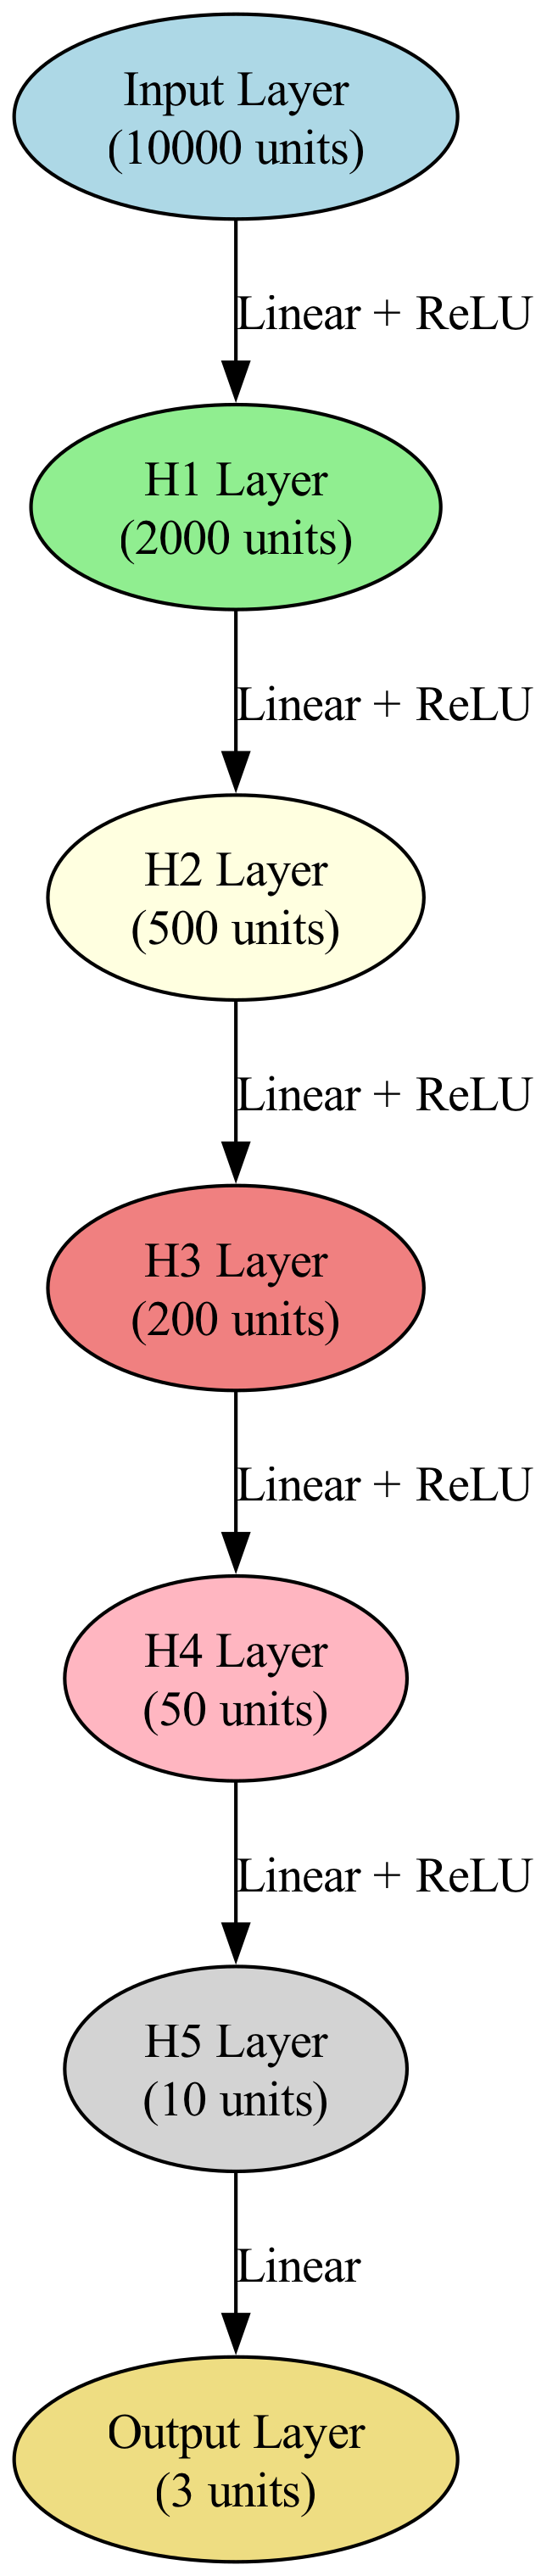 Input Layer
(10000 units)
Linear + ReLU
H1 Layer
(2000 units)
Linear + ReLU
H2 Layer
(500 units)
Linear + ReLU
H3 Layer
(200 units)
Linear + ReLU
H4 Layer
(50 units)
Linear + ReLU
H5 Layer
(10 units)
Linear
Output Layer
(3 units)